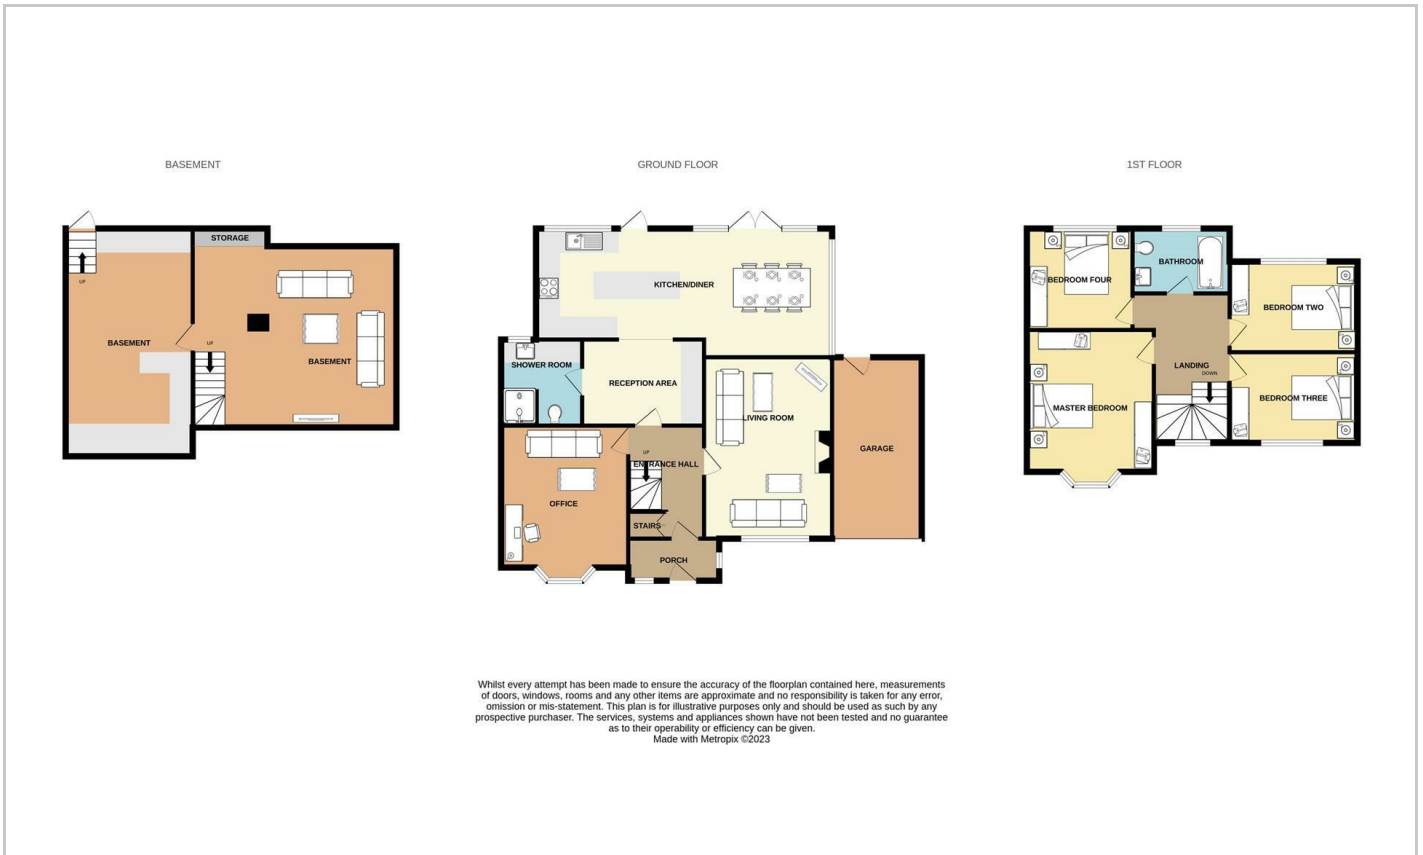 BASEMENT
STORAGE
UP
UP
BASEMENT
BASEMENT
GROUND FLOOR
KITCHEN/DINER
SHOWER ROOM
RECEPTION AREA
LIVING ROOM
UP
ENTRANCE HALL
GARAGE
OFFICE
STAIRS
PORCH
1ST FLOOR
BATHROOM
BEDROOM FOUR
BEDROOM TWO
LANDING
DOWN
MASTER BEDROOM
BEDROOM THREE
Whilst every attempt has been made to ensure the accuracy of the floorplan contained here, measurements
of doors, windows, rooms and any other items are approximate and no responsibility is taken for any error,
omission or mis-statement. This plan is for illustrative purposes only and should be used as such by any
prospective purchaser. The services, systems and appliances shown have not been tested and no guarantee
as to their operability or efficiency can be given.
Made with Metropix ©2023